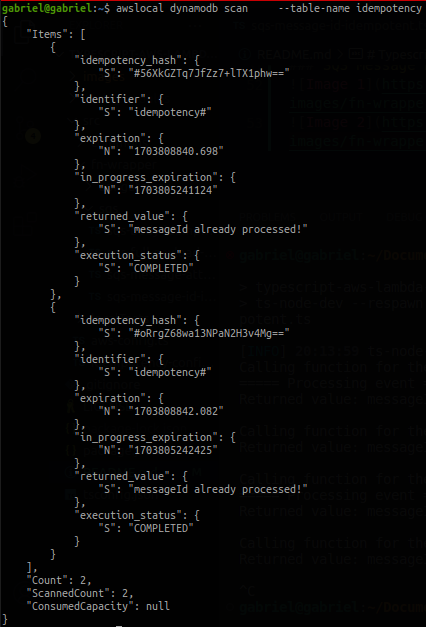 gabriel@gabriel:~$ awslocal dynamodb scan     --table-name idempotency
{
    "Items": [
        {
            "idempotency_hash": {
                "S": "#56XkGZTq7JfZz7+lTX1phw=="
            },
            "identifier": {
                "S": "idempotency#"
            },
            "expiration": {
                "N": "1703808840.698"
            },
            "in_progress_expiration": {
                "N": "1703805241124"
            },
            "returned_value": {
                "S": "messageId already processed!"
            },
            "execution_status": {
                "S": "COMPLETED"
            }
        },
        {
            "idempotency_hash": {
                "S": "#oRrgZ68wa13NPaN2H3v4Mg=="
            },
            "identifier": {
                "S": "idempotency#"
            },
            "expiration": {
                "N": "1703808842.082"
            },
            "in_progress_expiration": {
                "N": "1703805242425"
            },
            "returned_value": {
                "S": "messageId already processed!"
            },
            "execution_status": {
                "S": "COMPLETED"
            }
        }
    ],
    "Count": 2,
    "ScannedCount": 2,
    "ConsumedCapacity": null
}